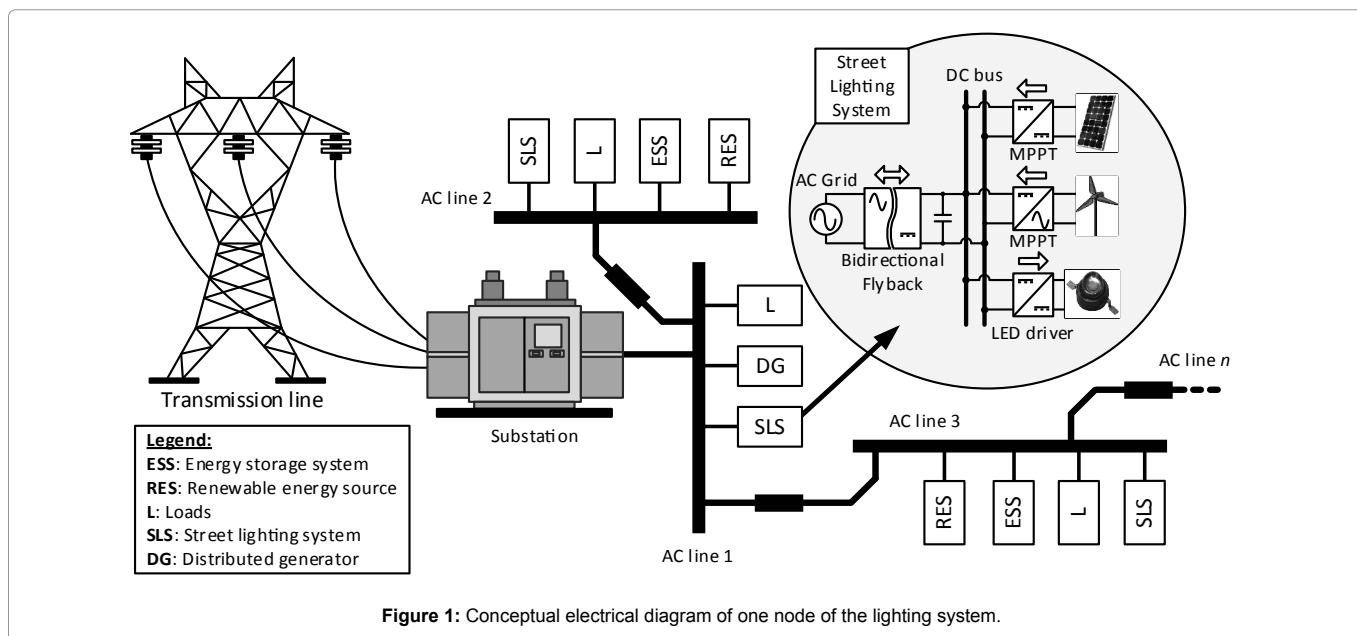 Street
Lighting
System
DC bus
MPPT
AC Grid
MPPT
Bidirectional
Flyback
LED driver
SLS
L
ESS
RES
AC line 2
L
DG
SLS
AC line 1
Transmission line
Substation
AC line n
AC line 3
RES
ESS
L
SLS
Legend:
ESS: Energy storage system
RES: Renewable energy source
L: Loads
SLS: Street lighting system
DG: Distributed generator
Figure 1: Conceptual electrical diagram of one node of the lighting system.